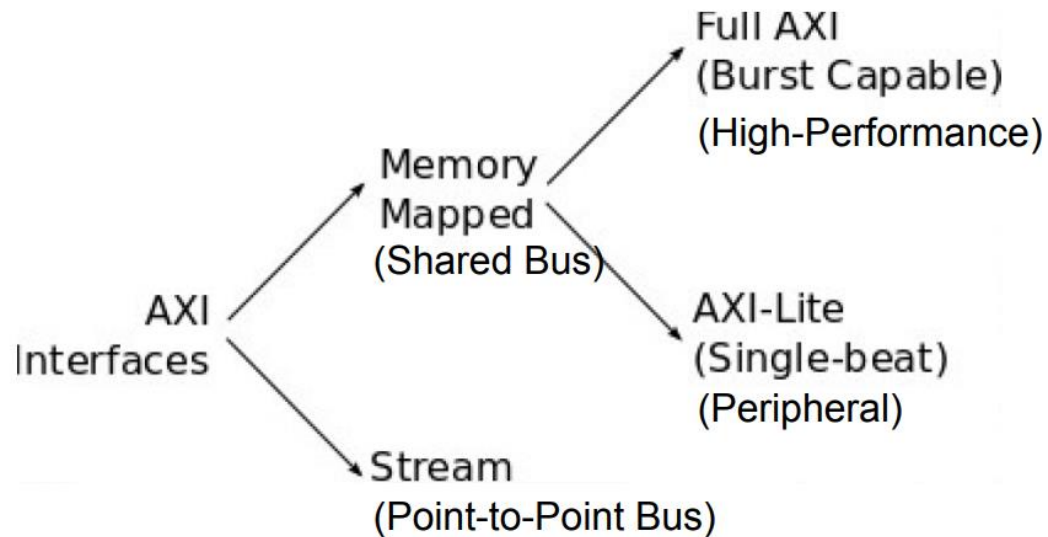 Full AXI
(Burst Capable)
(High-Performance)
Memory
Mapped
(Shared Bus)
AXI
Interfaces
AXI-Lite
(Single-beat)
(Peripheral)
Stream
(Point-to-Point Bus)